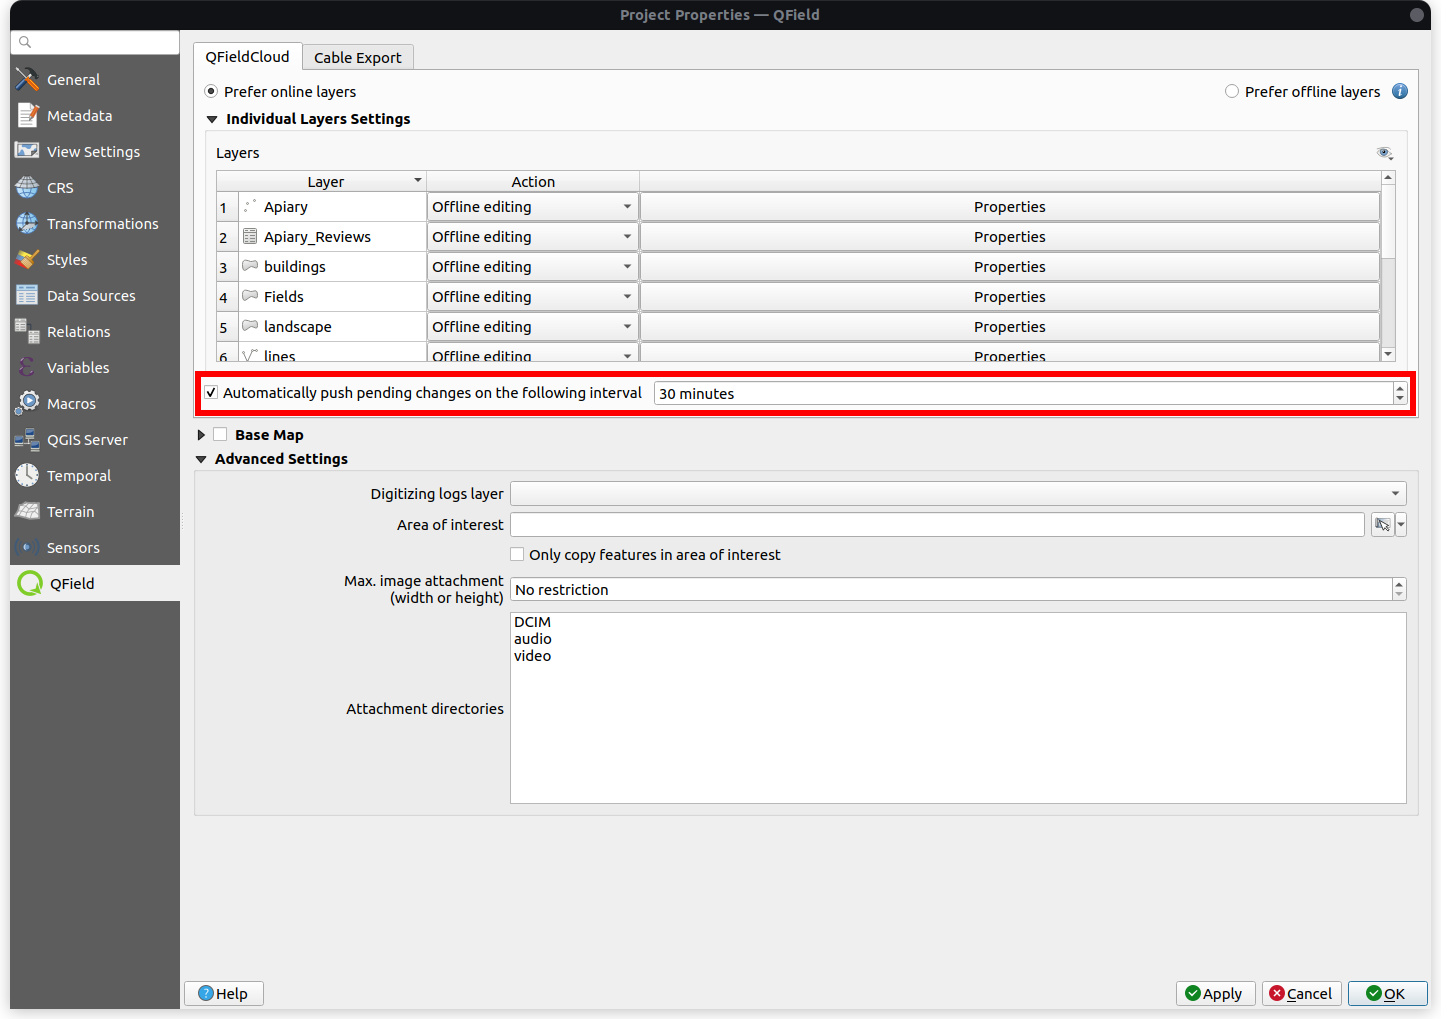 Project Properties — QField
General
Metadata
View Settings
CRS
Transformations
Styles
Data Sources
Relations
Variables
Macros
QGIS Server
Temporal
Terrain
Sensors
QField
QFieldCloud
Cable Export
Prefer online layers
Prefer offline layers
Individual Layers Settings
Layers
Layer Action
1 Apiary Offline editing Properties
2 Apiary_Reviews Offline editing Properties
3 buildings Offline editing Properties
4 Fields Offline editing Properties
5 landscape Offline editing Properties
6 lines Offline editing Properties
Automatically push pending changes on the following interval 30 minutes
Base Map
Advanced Settings
Digitizing logs layer
Area of interest
Only copy features in area of interest
Max. image attachment
(width or height)
No restriction
DCIM
audio
video
Attachment directories
Help
Apply
Cancel
OK